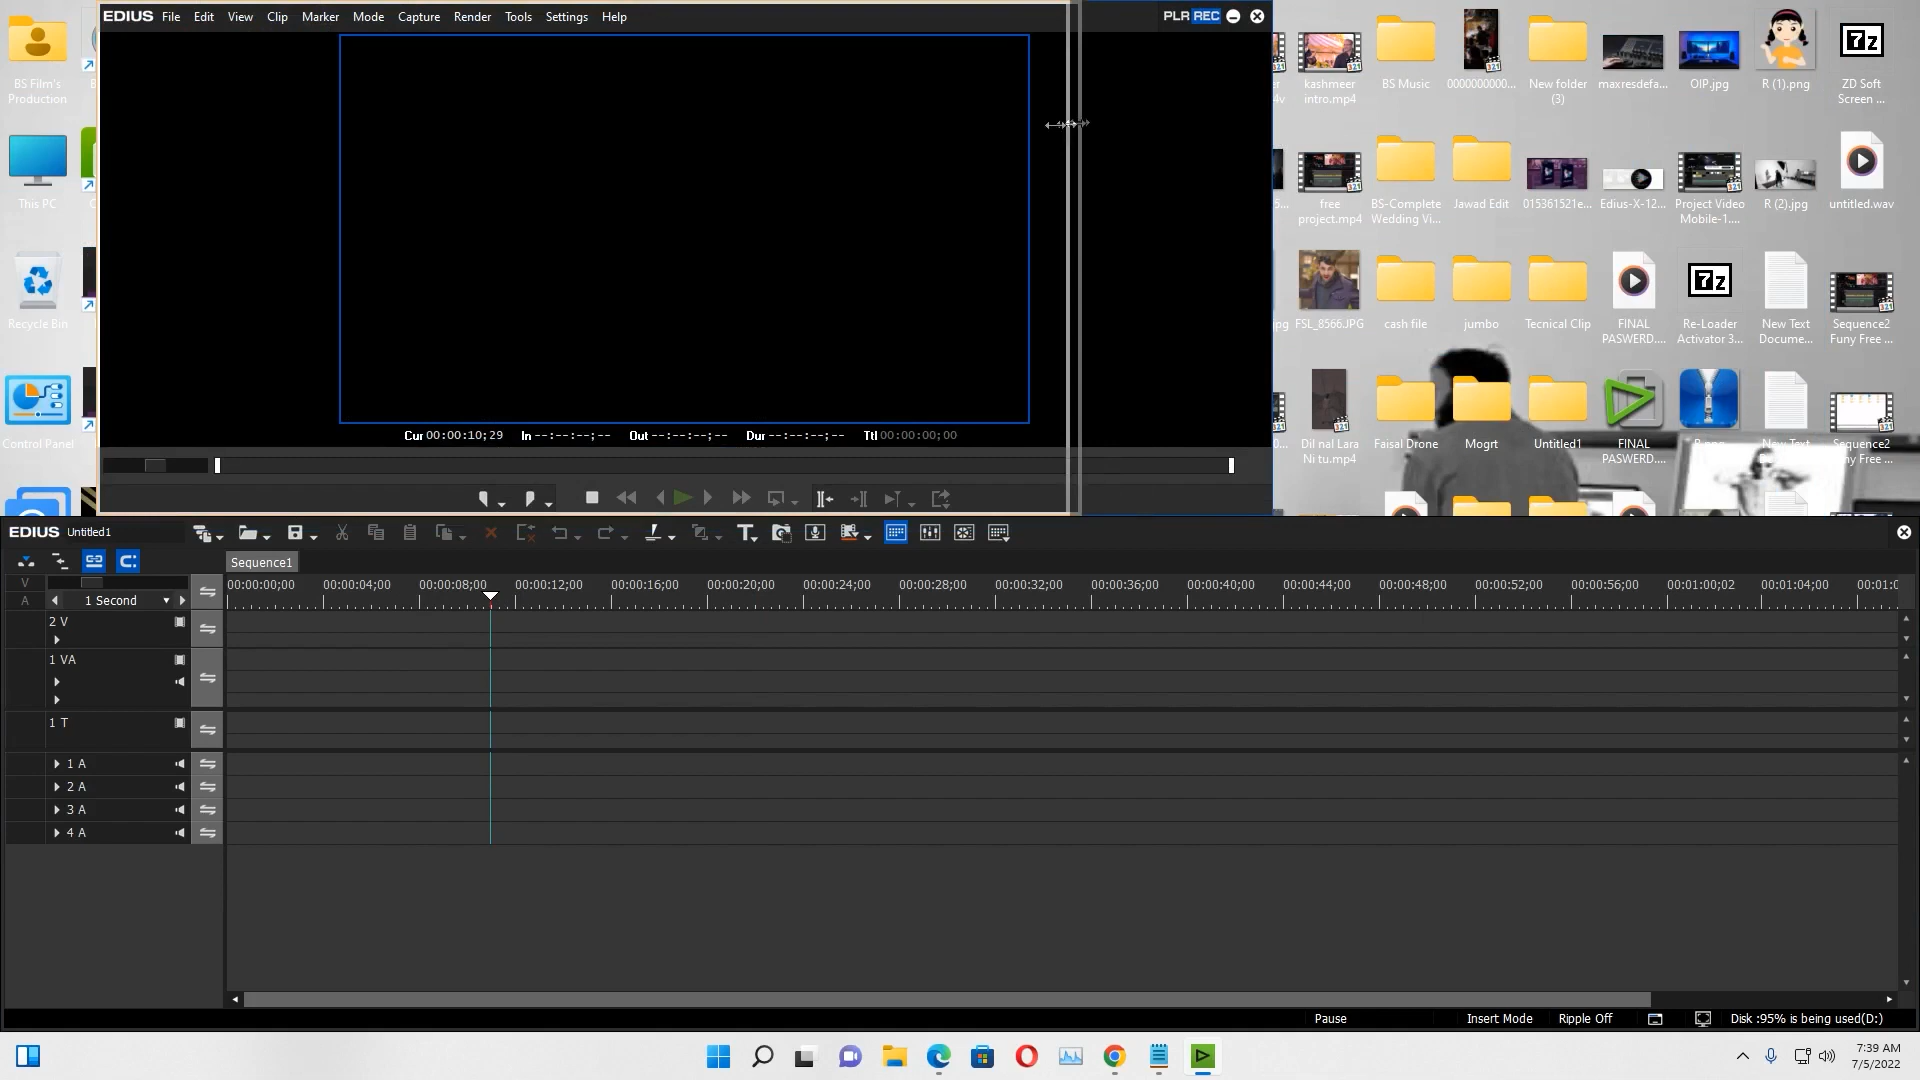 EDIUS File Edit View Clip Marker Mode Capture Render Tools Settings Help
PLR REC
BS Film's
Production
This PC
Recycle Bin
Control Panel
kashmeer
intro.mp4
BS Music
0000000000...
New folder
(3)
maxresdefa...
OIP.jpg
R (1).png
ZD Soft
Screen ...
free
project.mp4
BS-Complete
Wedding Vi...
Jawad Edit
015361521e...
Edius-X-12...
Project Video
Mobile-1....
R (2).jpg
untitled.wav
FSL_8566.JPG
cash file
jumbo
Tecnical Clip
FINAL
PASWERD....
Re-Loader
Activator 3...
New Text
Docume...
Sequence2
Funy Free ...
Dil nal Lara
Ni tu.mp4
Faisal Drone
Mogrt
Untitled1
FINAL
PASWERD....
New Text
Sequence2
Cur 00:00:10;29 In --:--:--;-- Out --:--:--;-- Dur --:--:--;-- Ttl 00:00:00;00
EDIUS Untitled1
Sequence1
V
A
1 Second
00:00:00;00 00:00:04;00 00:00:08;00 00:00:12;00 00:00:16;00 00:00:20;00 00:00:24;00 00:00:28;00 00:00:32;00 00:00:36;00 00:00:40;00 00:00:44;00 00:00:48;00 00:00:52;00 00:00:56;00 00:01:00;02 00:01:04;00 00:01:0
2 V
1 VA
1 T
1 A
2 A
3 A
4 A
Pause Insert Mode Ripple Off Disk :95% is being used(D:)
7:39 AM
7/5/2022